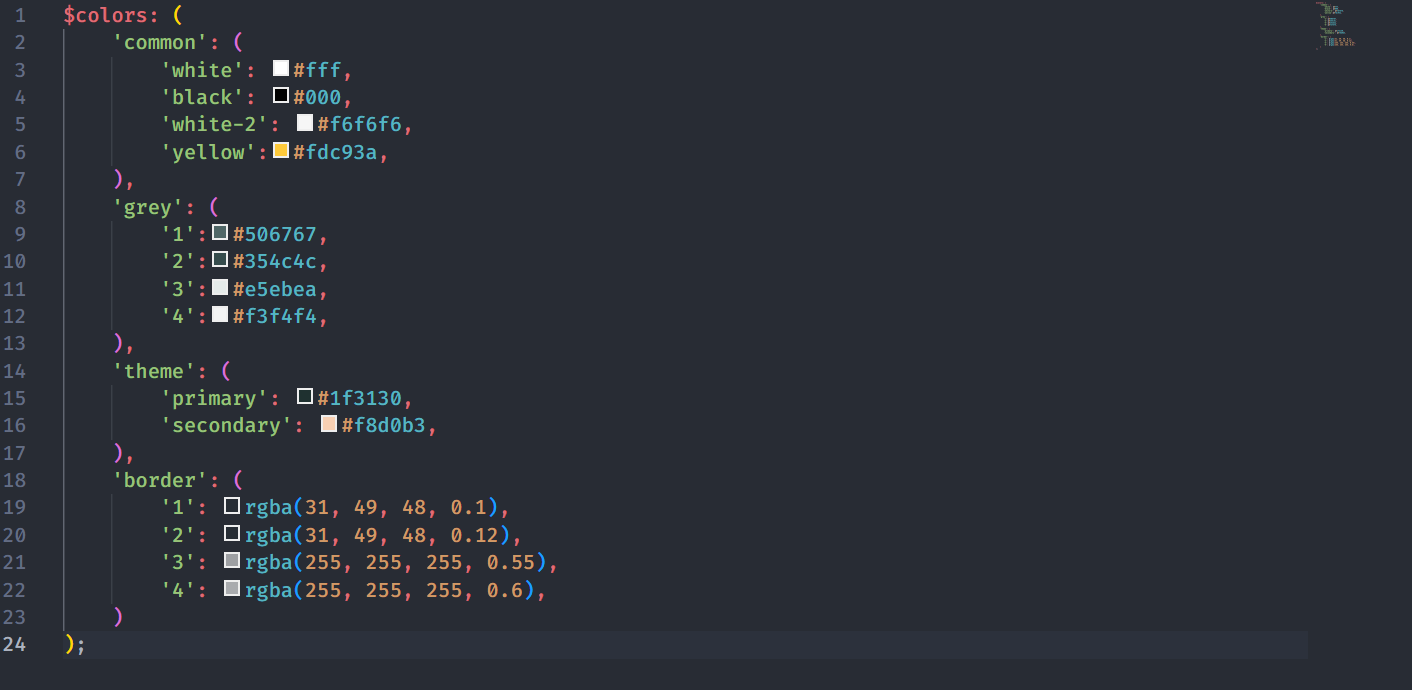 1 $colors: (
2 'common': (
3 'white': #fff,
4 'black': #000,
5 'white-2': #f6f6f6,
6 'yellow':#fdc93a,
7 ),
8 'grey': (
9 '1':#506767,
10 '2':#354c4c,
11 '3':#e5ebea,
12 '4':#f3f4f4,
13 ),
14 'theme': (
15 'primary': #1f3130,
16 'secondary': #f8d0b3,
17 ),
18 'border': (
19 '1': rgba(31, 49, 48, 0.1),
20 '2': rgba(31, 49, 48, 0.12),
21 '3': rgba(255, 255, 255, 0.55),
22 '4': rgba(255, 255, 255, 0.6),
23 )
24 );